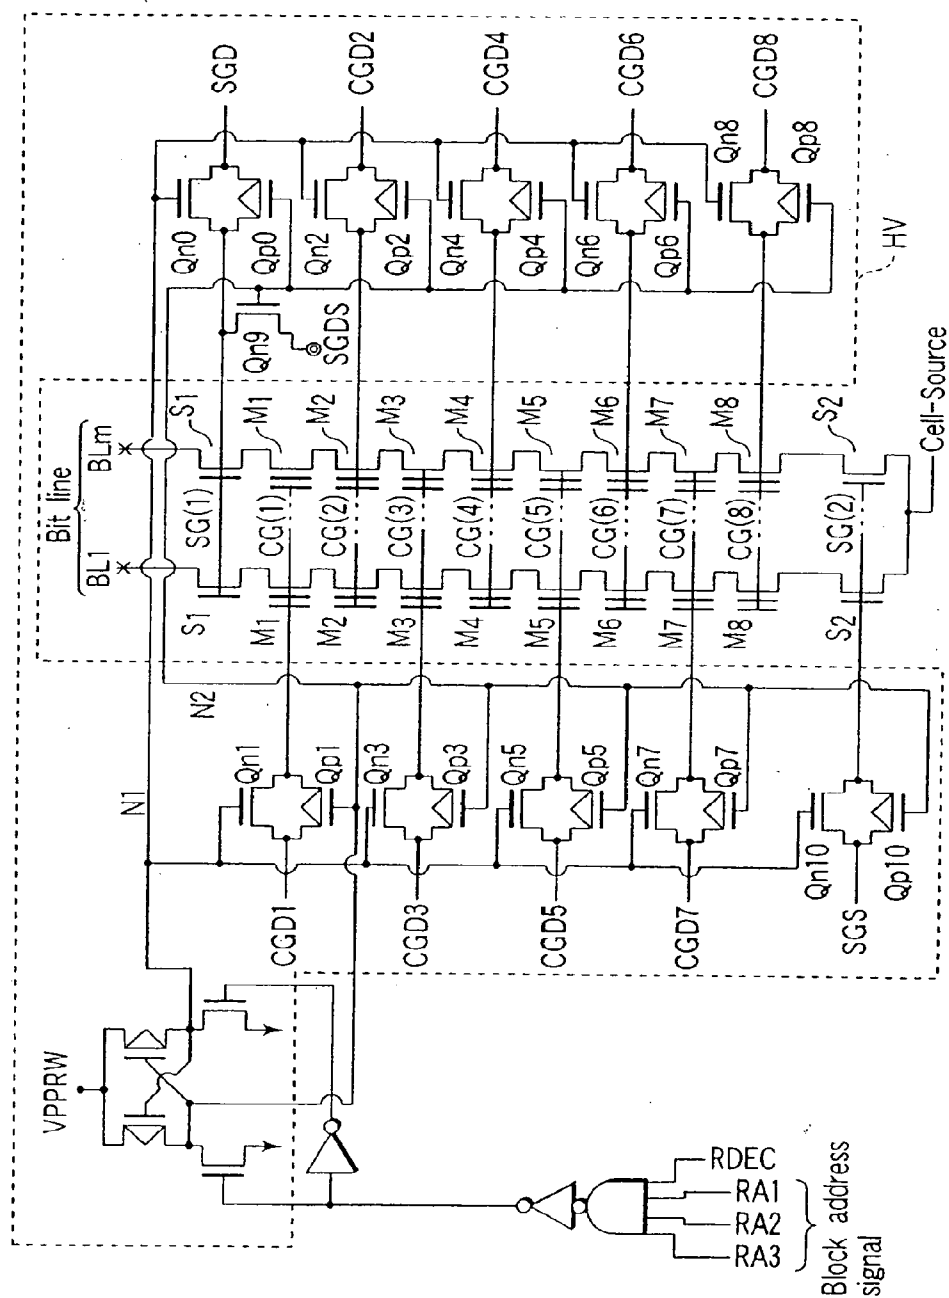 VPPRW
N1
N2
Bit line
BL1
BLm
SGD
CGD2
CGD4
CGD6
CGD8
HV
Qn0
Qp0
Qn2
Qp2
Qn4
Qp4
Qn6
Qp6
Qn8
Qp8
Qn9
SGDS
S1
SG(1)
S1
M1
CG(1)
M1
M2
CG(2)
M2
M3
CG(3)
M3
M4
CG(4)
M4
M5
CG(5)
M5
M6
CG(6)
M6
M7
CG(7)
M7
M8
CG(8)
M8
S2
SG(2)
S2
Cell-Source
Qn1
Qp1
Qn3
Qp3
Qn5
Qp5
Qn7
Qp7
Qn10
Qp10
CGD1
CGD3
CGD5
CGD7
SGS
RDEC
RA1
RA2
RA3
Block address
signal